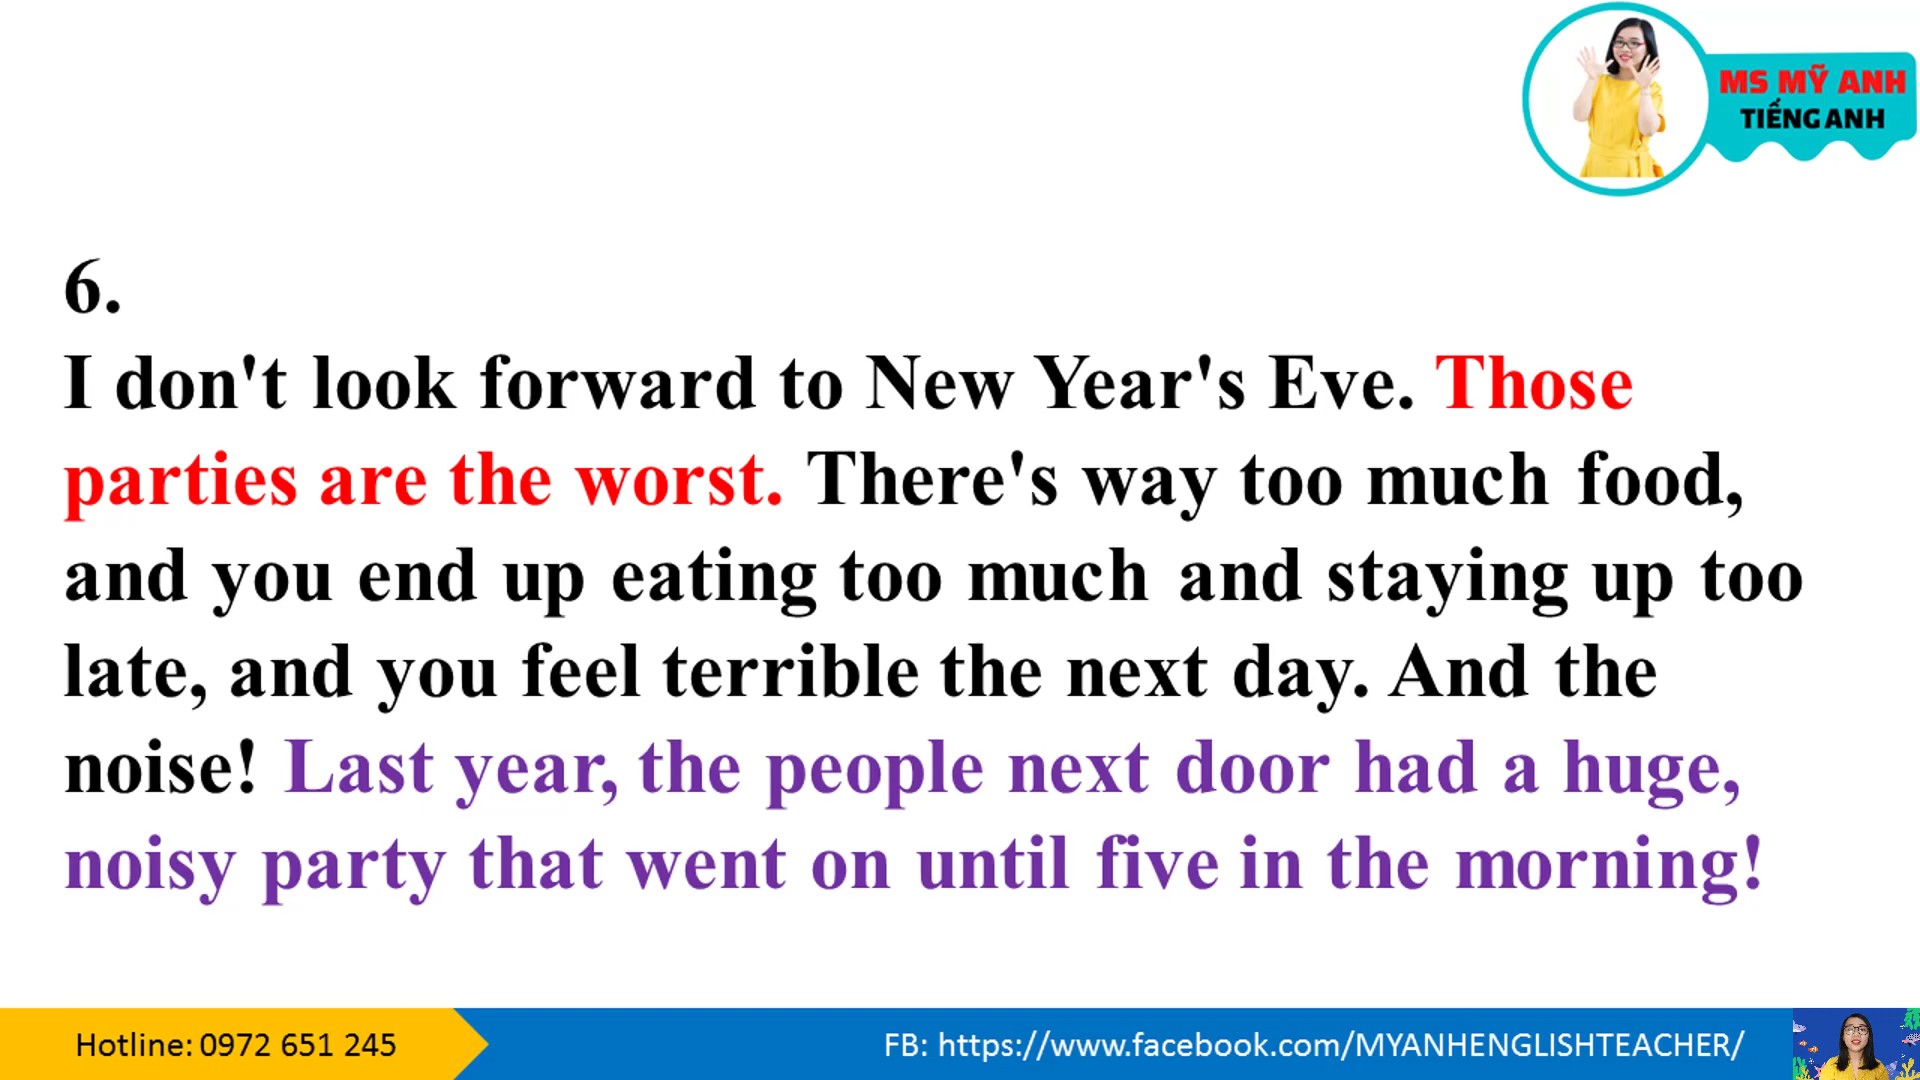 MS MỸ ANH
TIẾNG ANH
6.
I don't look forward to New Year's Eve. Those
parties are the worst. There's way too much food,
and you end up eating too much and staying up too
late, and you feel terrible the next day. And the
noise! Last year, the people next door had a huge,
noisy party that went on until five in the morning!
Hotline: 0972 651 245
FB: https://www.facebook.com/MYANHENGLISHTEACHER/